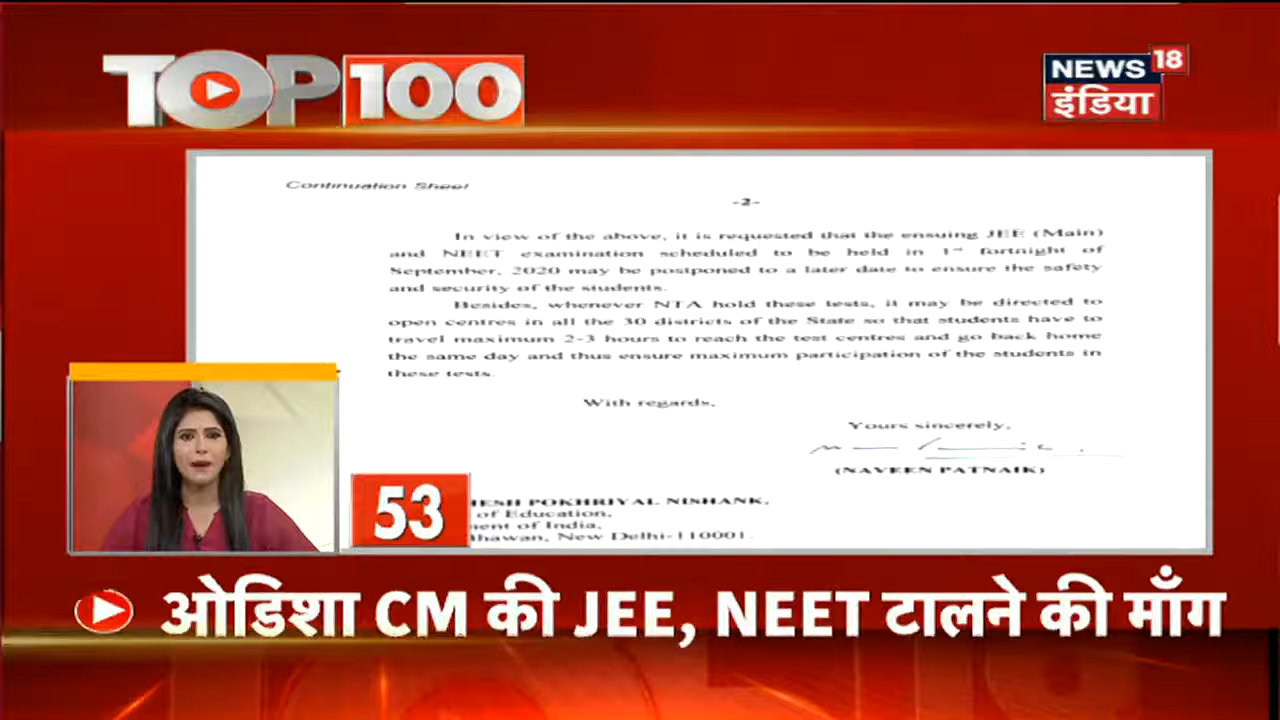 TOP 100
NEWS 18
इंडिया
Continuation Sheet
-2-
In view of the above, it is requested that the ensuing JEE (Main)
and NEET examination scheduled to be held in 1st fortnight of
September, 2020 may be postponed to a later date to ensure the safety
and security of the students.
Besides, whenever NTA hold these tests, it may be directed to
open centres in all the 30 districts of the State so that students have to
travel maximum 2-3 hours to reach the test centres and go back home
the same day and thus ensure maximum participation of the students in
these tests.
With regards,
Yours sincerely,
(NAVEEN PATNAIK)
HESH POKHRIYAL NISHANK,
of Education,
ment of India,
Bhawan, New Delhi-110001.
53
ओडिशा CM की JEE, NEET टालने की माँग